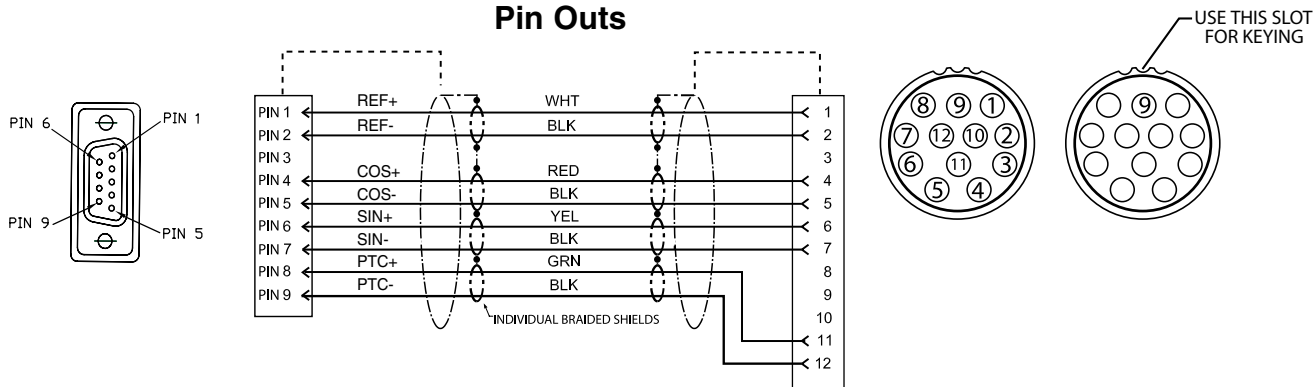 Pin Outs
USE THIS SLOT
FOR KEYING
PIN 6
PIN 1
PIN 9
PIN 5
PIN 1 REF+ WHT 1
PIN 2 REF- BLK 2
PIN 3 3
PIN 4 COS+ RED 4
PIN 5 COS- BLK 5
PIN 6 SIN+ YEL 6
PIN 7 SIN- BLK 7
PIN 8 PTC+ GRN 8
PIN 9 PTC- BLK 9
INDIVIDUAL BRAIDED SHIELDS
10
11
12
8 9 1
7 12 10 2
6 11 3
5 4
9